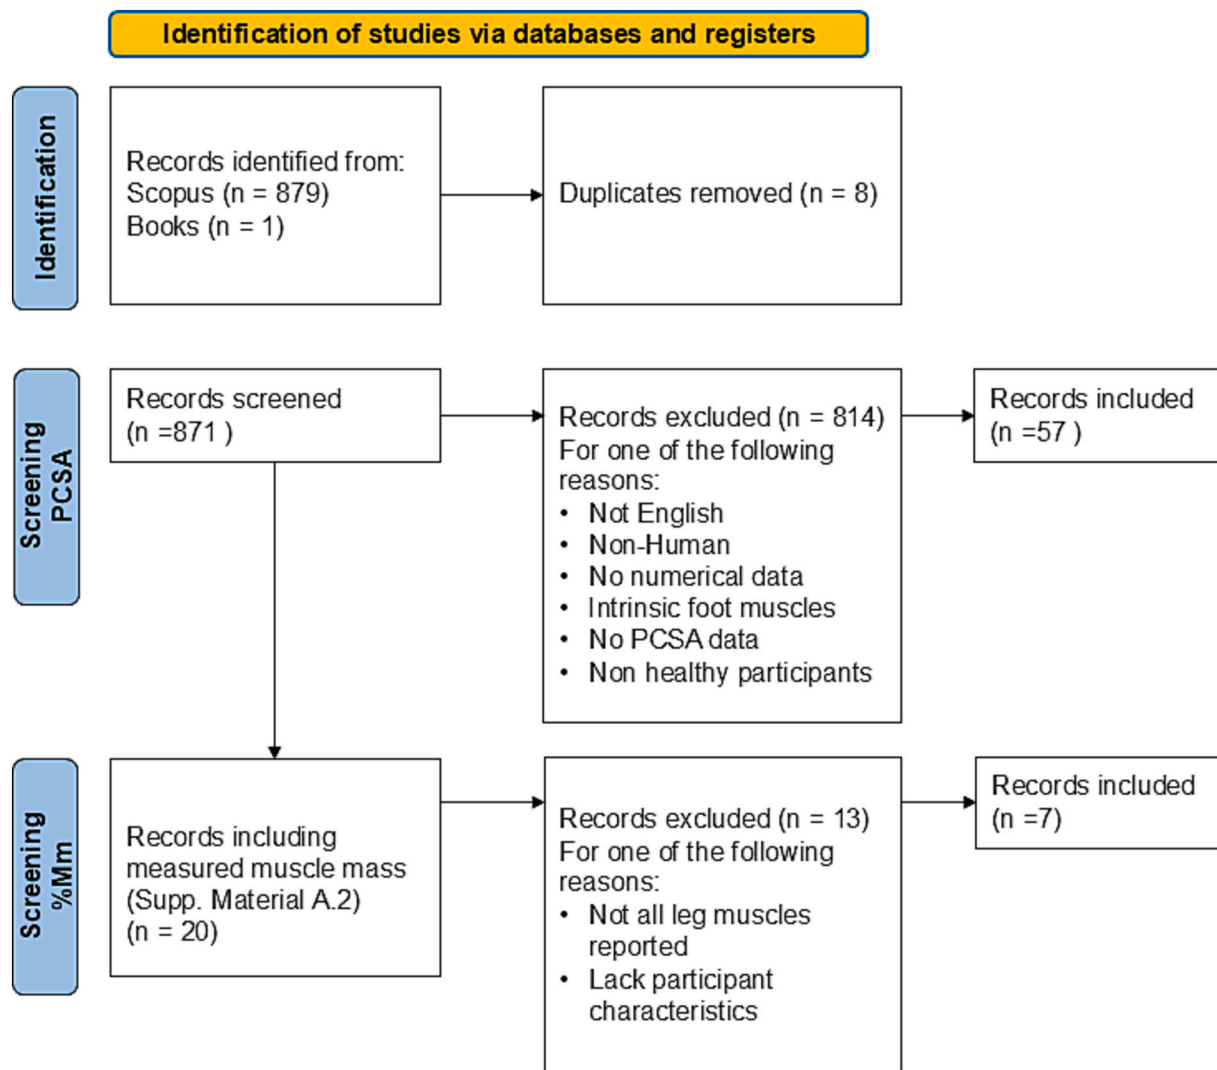 Identification of studies via databases and registers
Identification
Records identified from:
Scopus (n = 879)
Books (n = 1)
Duplicates removed (n = 8)
Screening
PCSA
Records screened
(n =871 )
Records excluded (n = 814)
For one of the following
reasons:
• Not English
• Non-Human
• No numerical data
• Intrinsic foot muscles
• No PCSA data
• Non healthy participants
Records included
(n =57 )
Screening
%Mm
Records including
measured muscle mass
(Supp. Material A.2)
(n = 20)
Records excluded (n = 13)
For one of the following
reasons:
• Not all leg muscles
reported
• Lack participant
characteristics
Records included
(n =7)